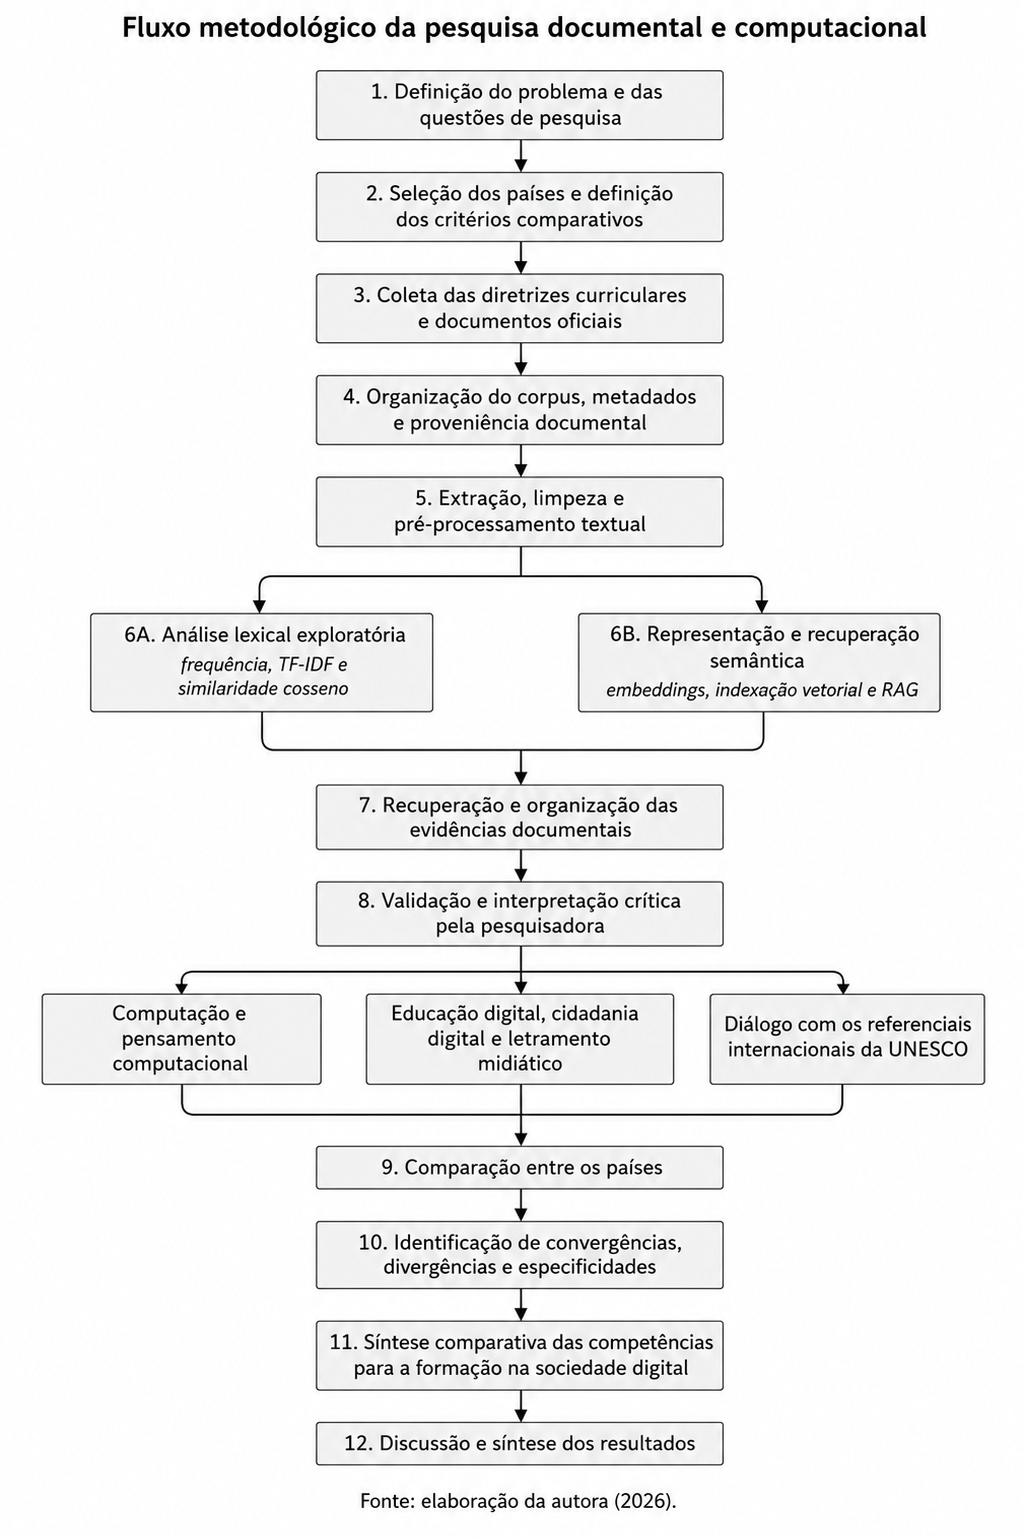 Fluxo metodológico da pesquisa documental e computacional
1. Definição do problema e das
questões de pesquisa
2. Seleção dos países e definição
dos critérios comparativos
3. Coleta das diretrizes curriculares
e documentos oficiais
4. Organização do corpus, metadados
e proveniência documental
5. Extração, limpeza e
pré-processamento textual
6A. Análise lexical exploratória
frequência, TF-IDF e
similaridade cosseno
6B. Representação e recuperação
semântica
embeddings, indexação vetorial e RAG
7. Recuperação e organização das
evidências documentais
8. Validação e interpretação crítica
pela pesquisadora
Computação e
pensamento
computacional
Educação digital, cidadania
digital e letramento
midiático
Diálogo com os referenciais
internacionais da UNESCO
9. Comparação entre os países
10. Identificação de convergências,
divergências e especificidades
11. Síntese comparativa das competências
para a formação na sociedade digital
12. Discussão e síntese dos resultados
Fonte: elaboração da autora (2026).